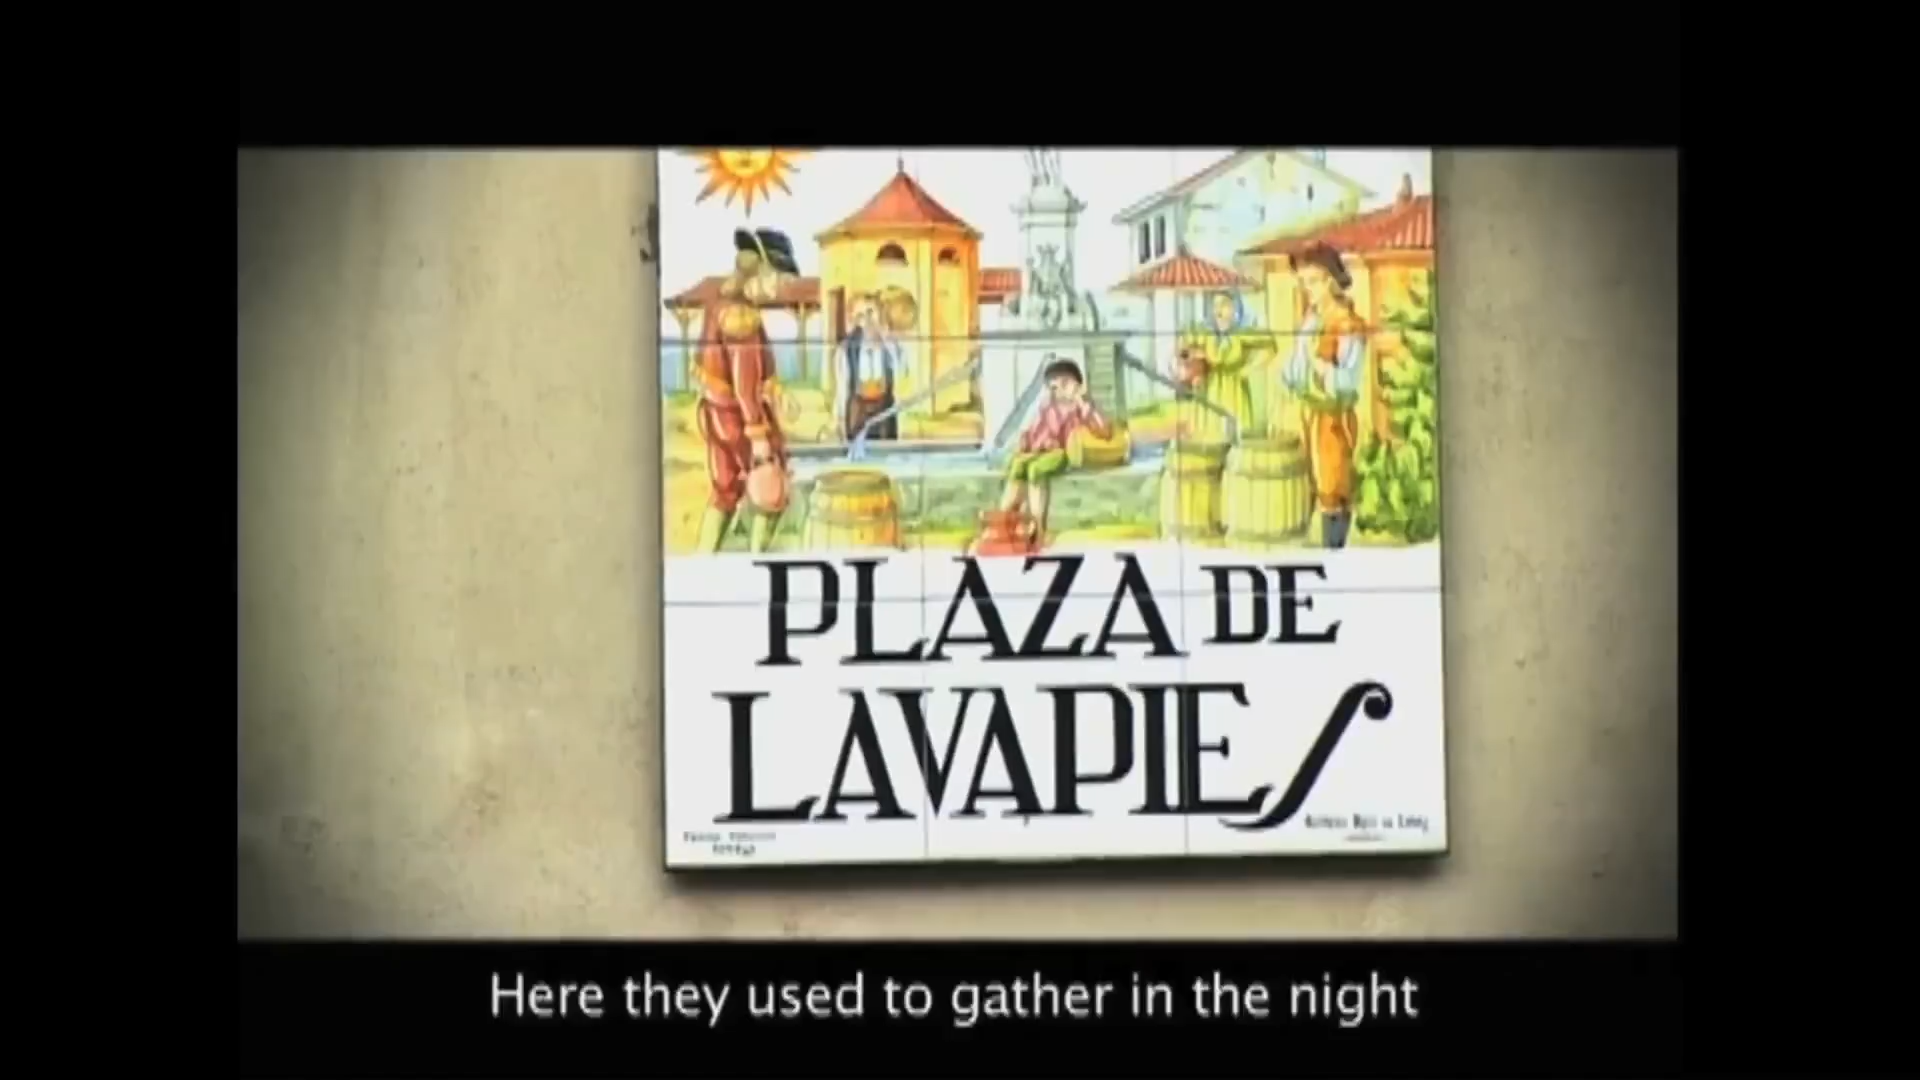 PLAZA DE
LAVAPIES
Here they used to gather in the night